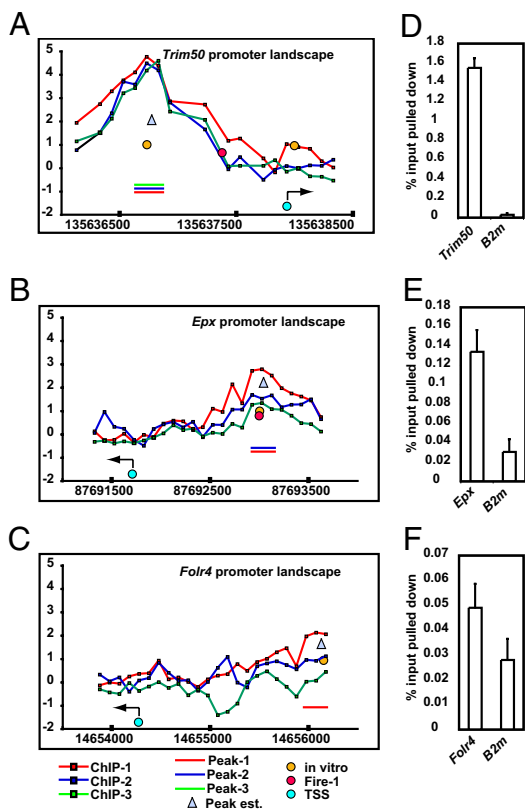 A
Trim50 promoter landscape
5
4
3
2
1
0
-1
-2
135636500 135637500 135638500
D
% input pulled down
1.8
1.6
1.4
1.2
1.0
0.8
0.6
0.4
0.2
0
Trim50 B2m
B
Epx promoter landscape
5
4
3
2
1
0
-1
-2
87691500 87692500 87693500
E
% input pulled down
0.18
0.16
0.14
0.12
0.10
0.08
0.06
0.04
0.02
0
Epx B2m
C
Folr4 promoter landscape
5
4
3
2
1
0
-1
-2
14654000 14655000 14656000
F
% input pulled down
0.07
0.06
0.05
0.04
0.03
0.02
0.01
0.00
Folr4 B2m
ChIP-1 Peak-1 in vitro
ChIP-2 Peak-2 Fire-1
ChIP-3 Peak-3 TSS
Peak est.